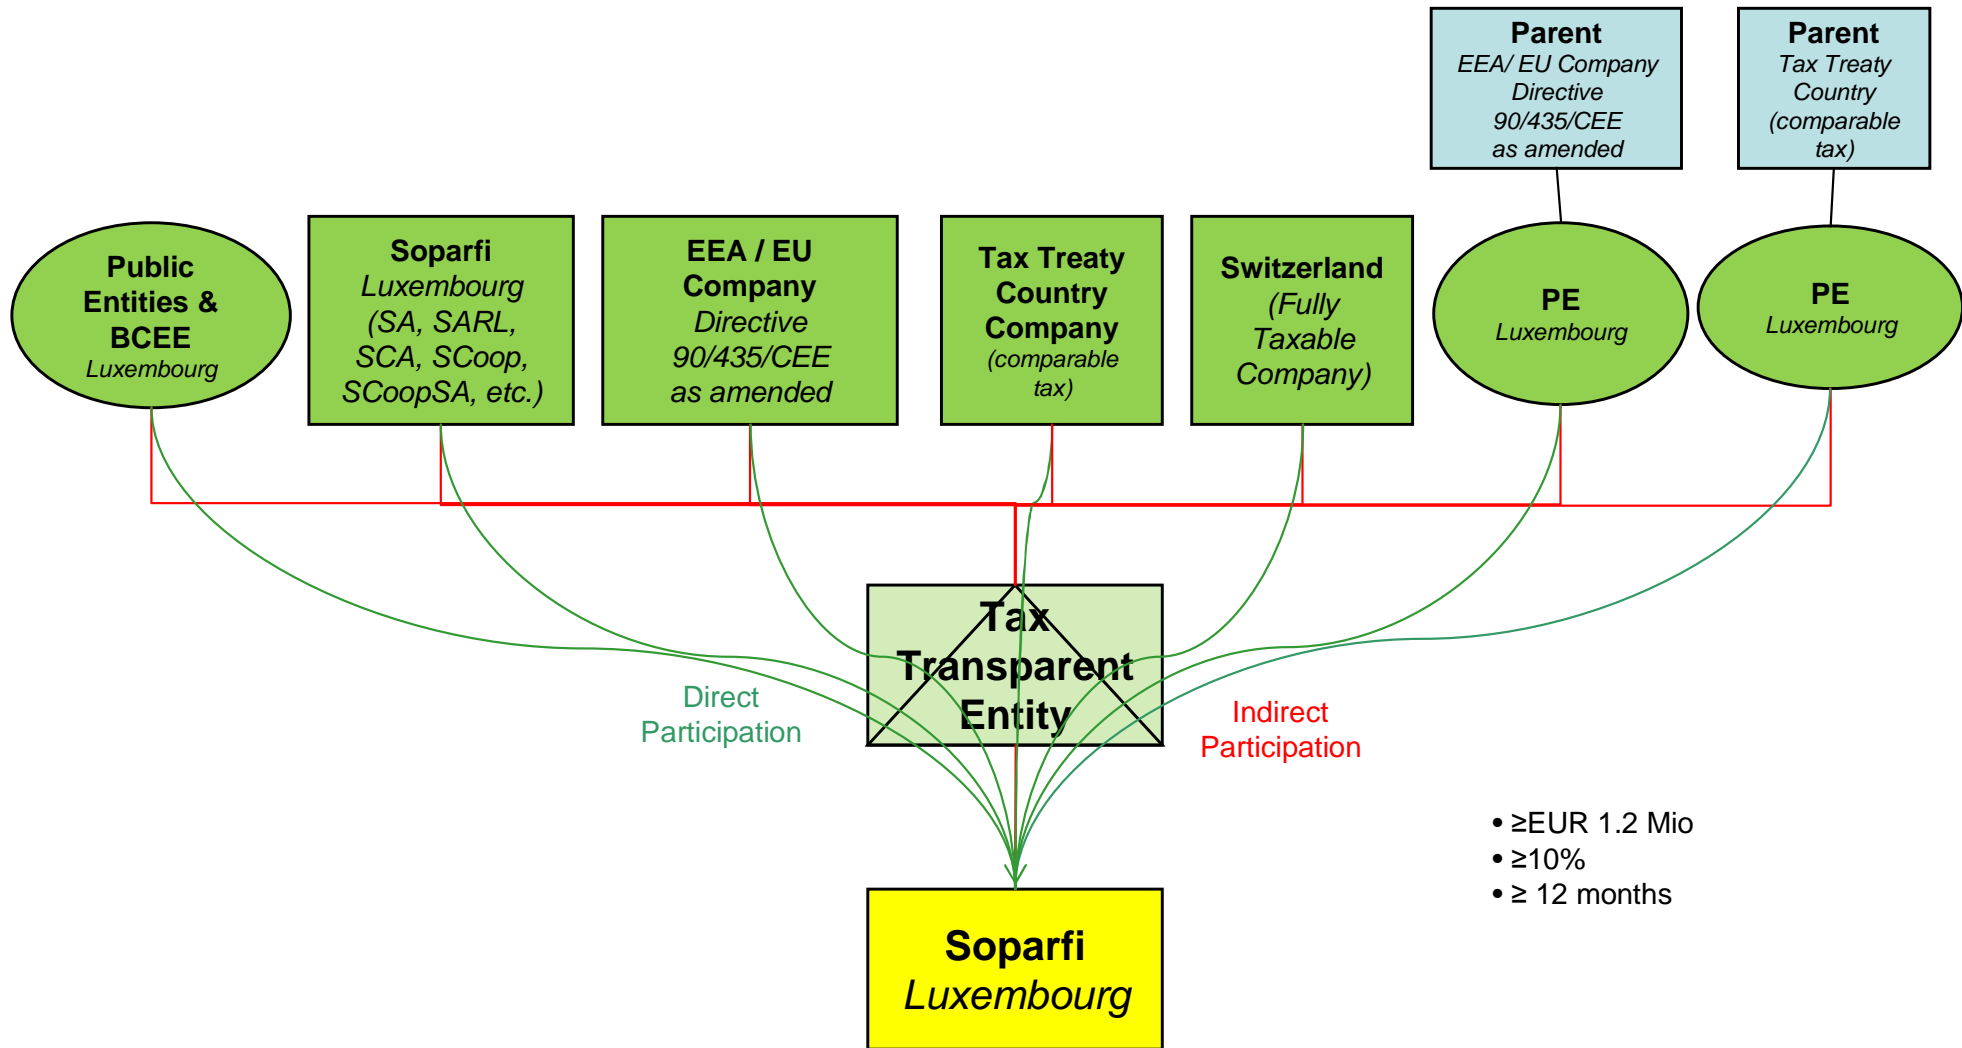 Parent
EEA/ EU Company
Directive
90/435/CEE
as amended
Parent
Tax Treaty
Country
(comparable
tax)
Public
Entities &
BCEE
Luxembourg
Soparfi
Luxembourg
(SA, SARL,
SCA, SCoop,
SCoopSA, etc.)
EEA / EU
Company
Directive
90/435/CEE
as amended
Tax Treaty
Country
Company
(comparable
tax)
Switzerland
(Fully
Taxable
Company)
PE
Luxembourg
PE
Luxembourg
Tax
Transparent
Entity
Direct
Participation
Indirect
Participation
• ≥EUR 1.2 Mio
• ≥10%
• ≥ 12 months
Soparfi
Luxembourg